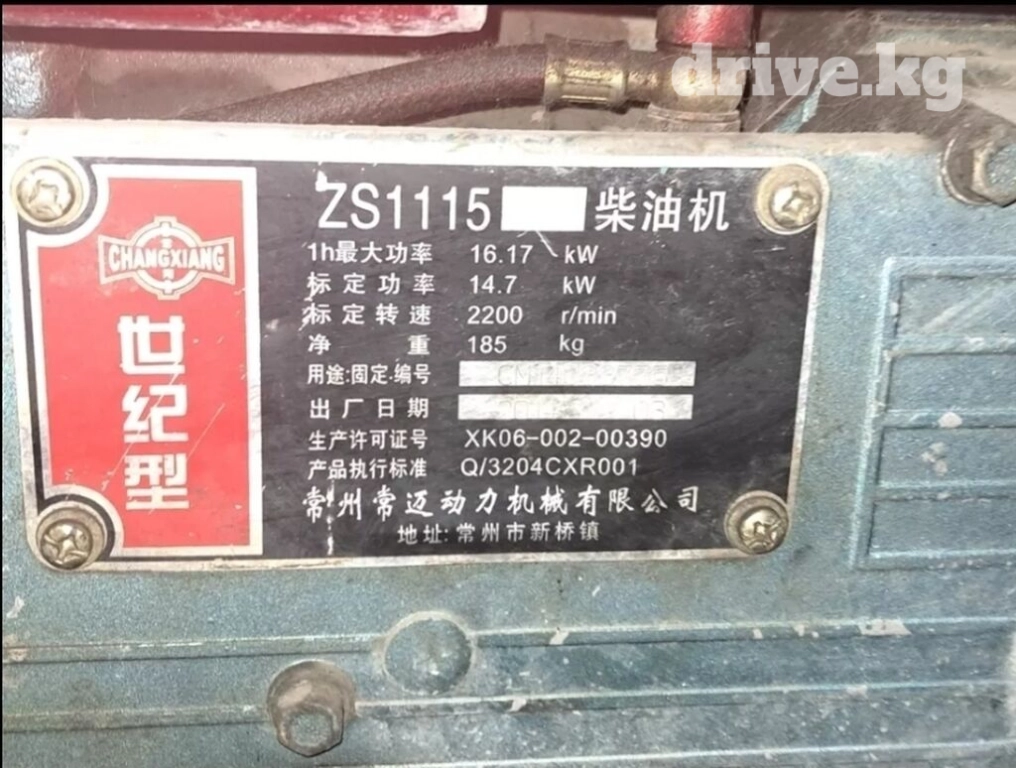 drive.kg
ZS1115 柴油机
CHANGXIANG
世纪型
1h最大功率 16.17 kW
标定功率 14.7 kW
标定转速 2200 r/min
净 重 185 kg
用途:固定·编号
出厂日期
生产许可证号 XK06-002-00390
产品执行标准 Q/3204CXR001
常州常迈动力机械有限公司
地址:常州市新桥镇